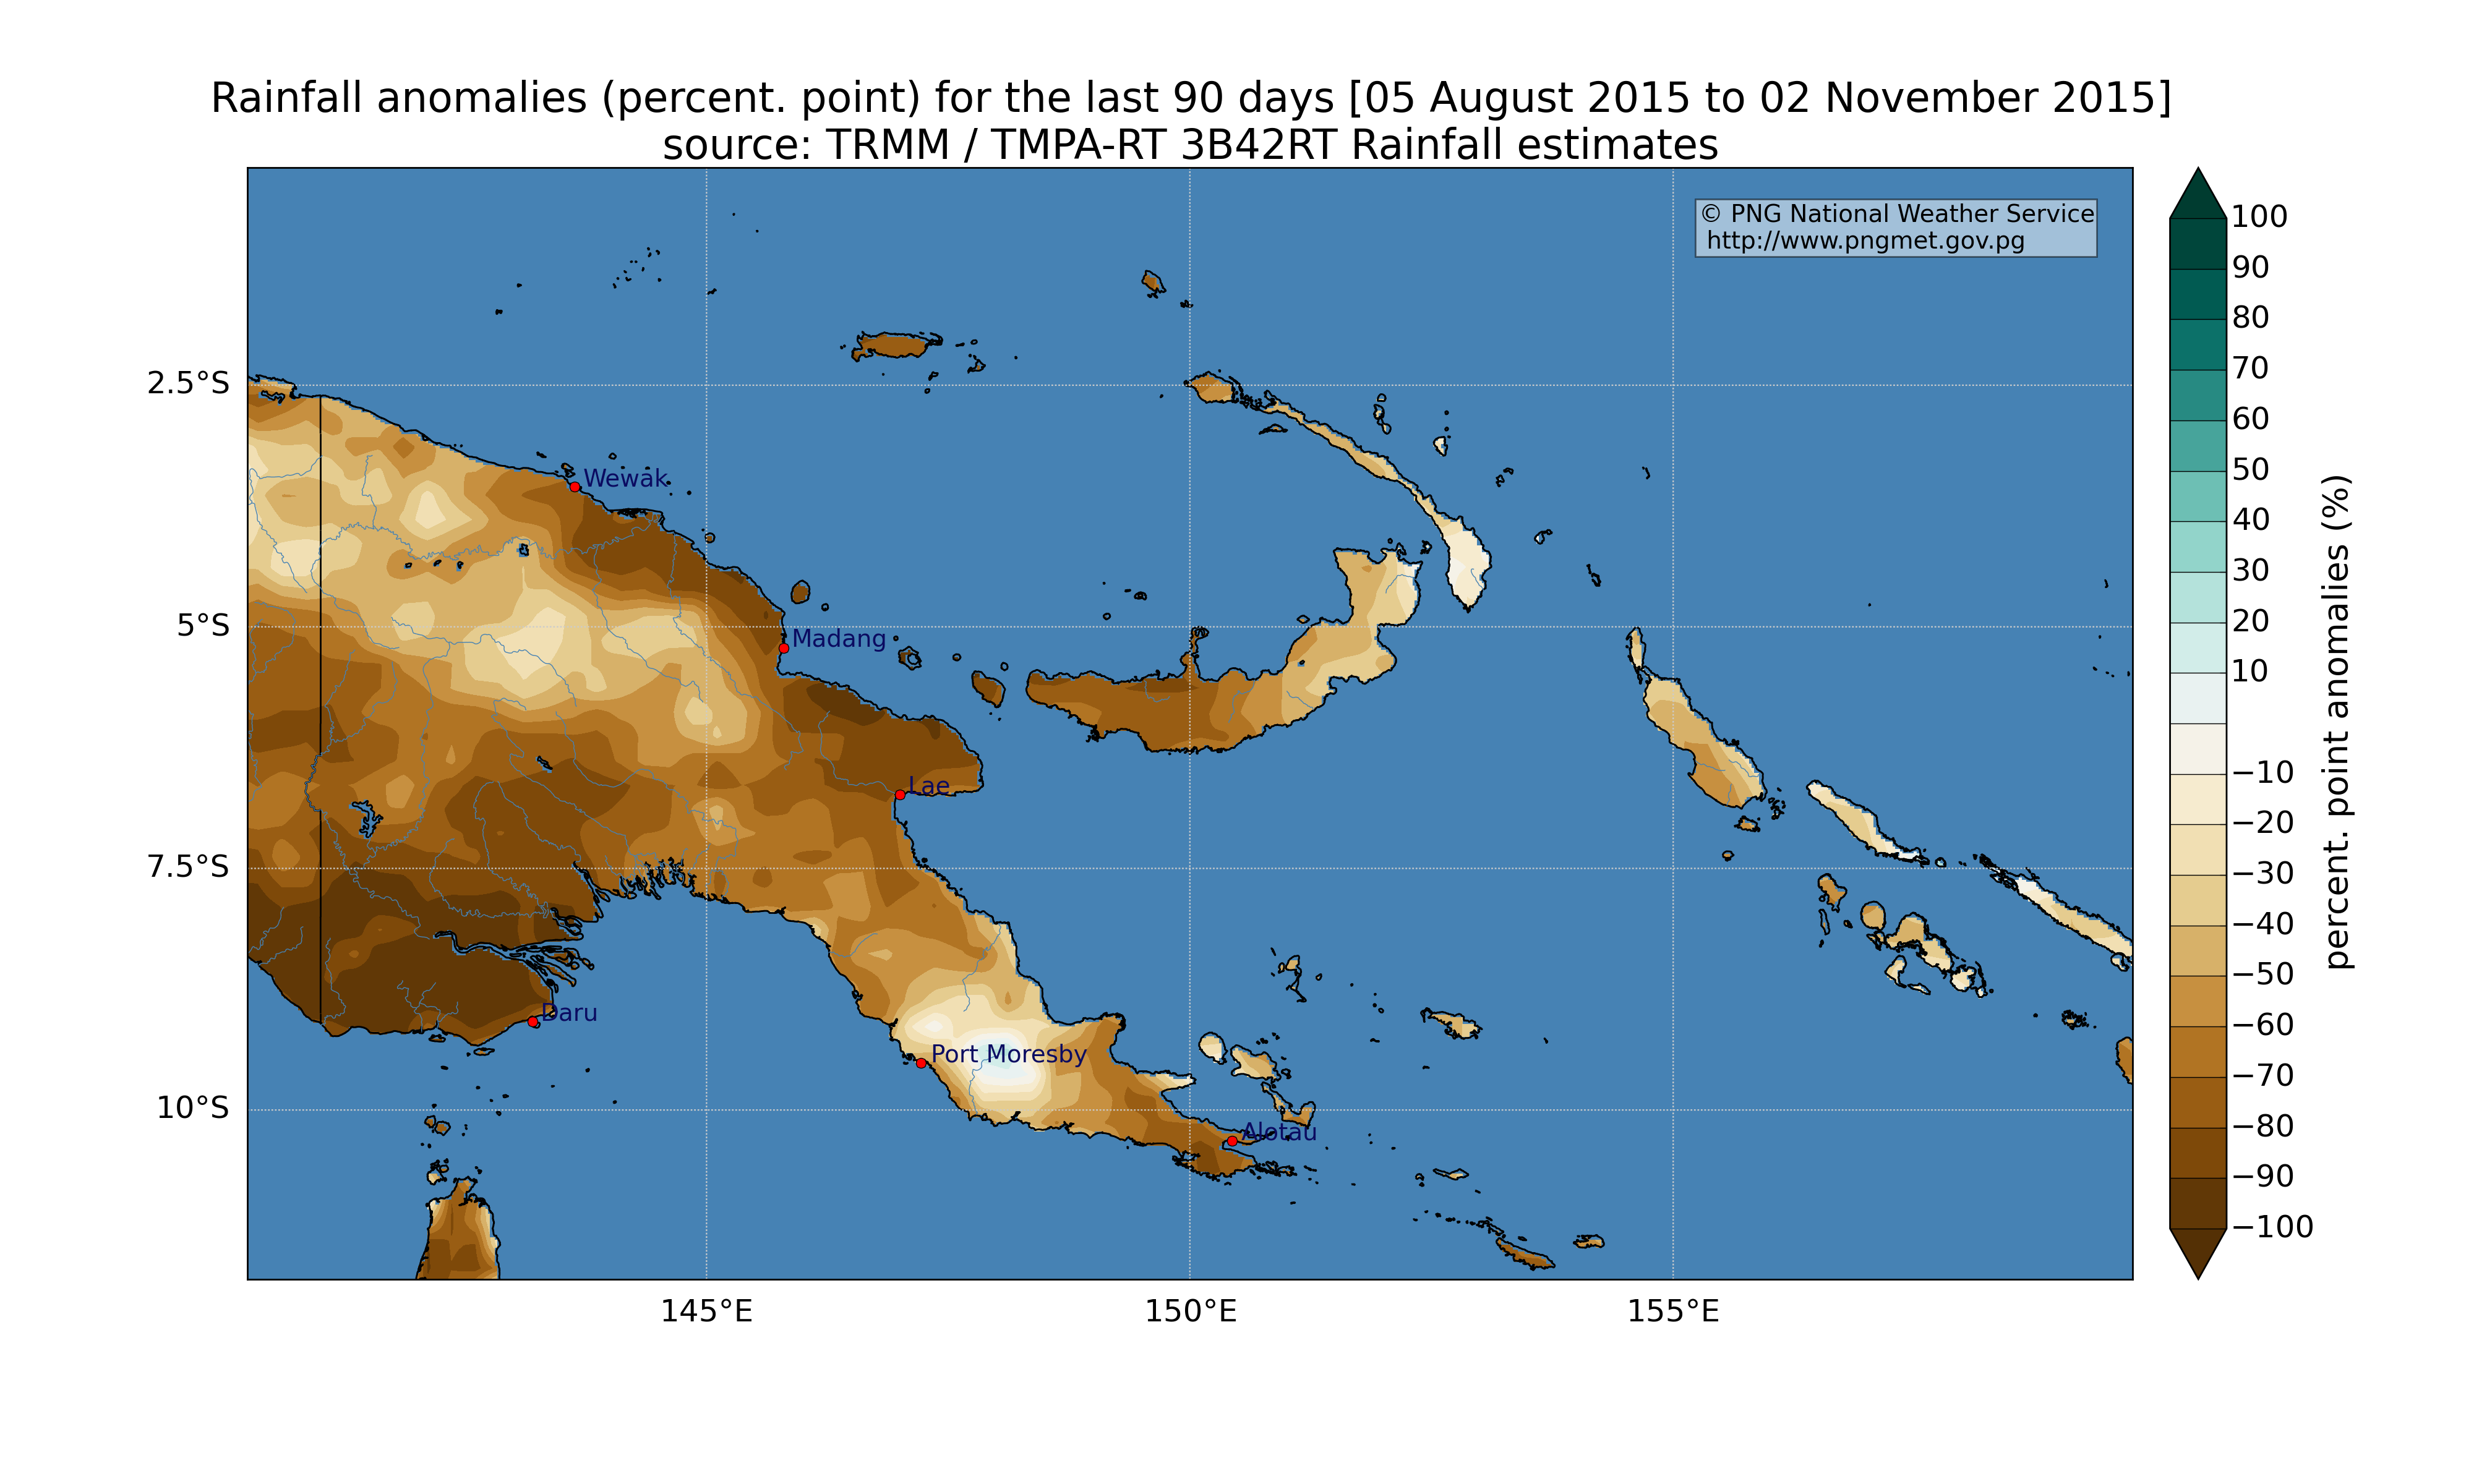 Rainfall anomalies (percent. point) for the last 90 days [05 August 2015 to 02 November 2015]
source: TRMM / TMPA-RT 3B42RT Rainfall estimates
© PNG National Weather Service
http://www.pngmet.gov.pg
2.5°S
5°S
7.5°S
10°S
Wewak
Madang
Lae
Daru
Port Moresby
Alotau
145°E
150°E
155°E
100
90
80
70
60
50
40
30
20
10
−10
−20
−30
−40
−50
−60
−70
−80
−90
−100
percent. point anomalies (%)